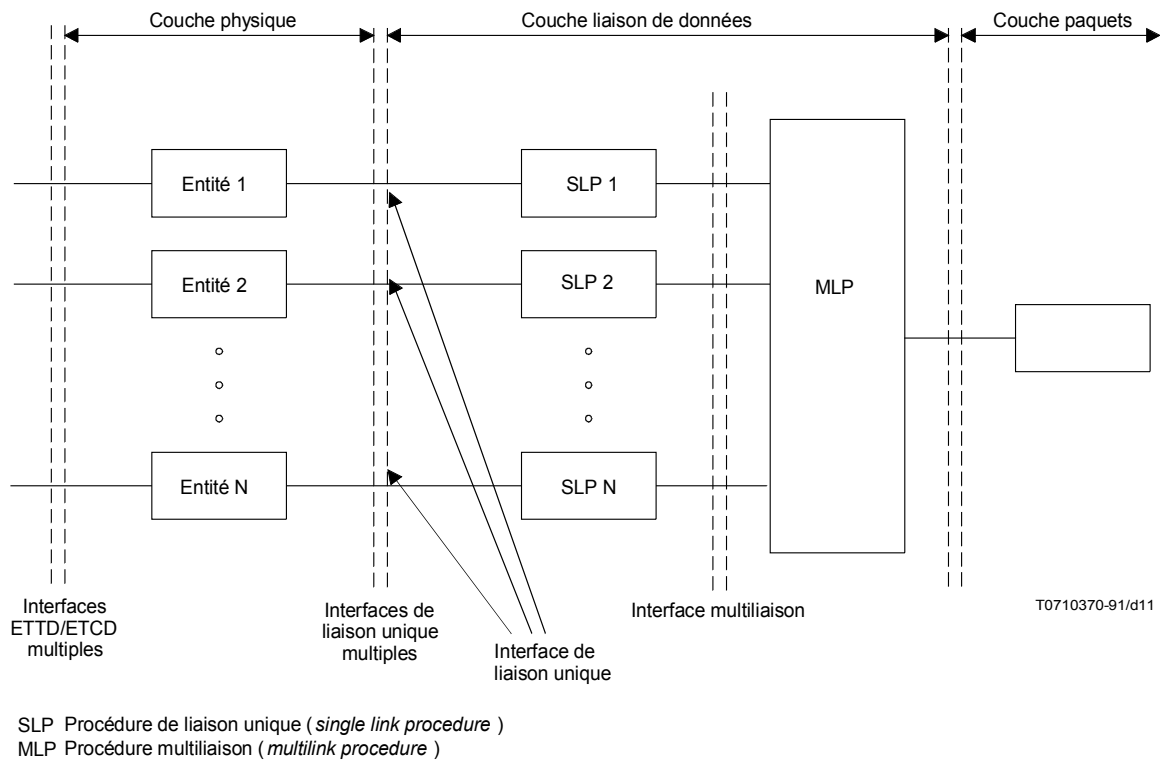 Couche physique
Couche liaison de données
Couche paquets
Entité 1
SLP 1
Entité 2
SLP 2
MLP
Entité N
SLP N
Interfaces
ETTD/ETCD
multiples
Interfaces de
liaison unique
multiples
Interface de
liaison unique
Interface multiliaison
T0710370-91/d11
SLP Procédure de liaison unique ( single link procedure )
MLP Procédure multiliaison ( multilink procedure )